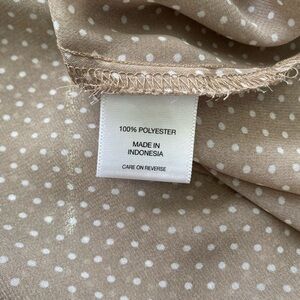 100% POLYESTER
MADE IN
INDONESIA
CARE ON REVERSE